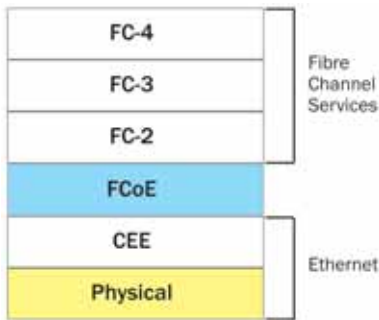 FC-4
FC-3
FC-2
Fibre
Channel
Services
FCoE
CEE
Physical
Ethernet